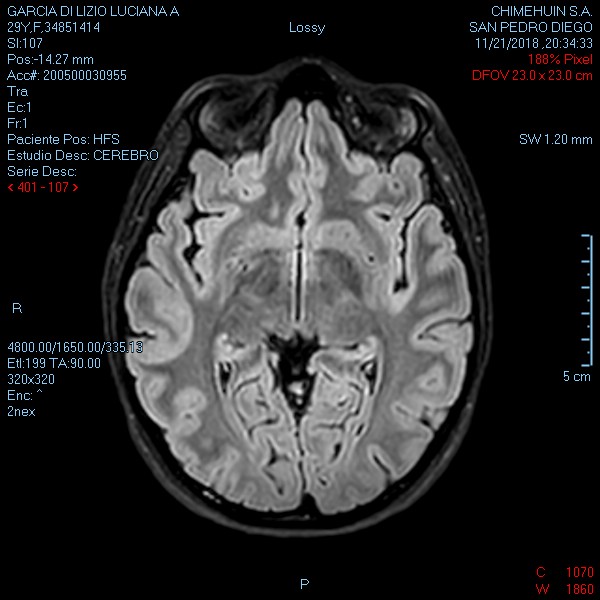 GARCIA DI LIZIO LUCIANA A
29Y,F,34851414
Sl:107
Pos:-14.27 mm
Acc#: 200500030955
Tra
Ec:1
Fr:1
Paciente Pos: HFS
Estudio Desc: CEREBRO
Serie Desc:
< 401 - 107 >
Lossy
CHIMEHUIN S.A.
SAN PEDRO DIEGO
11/21/2018 ,20:34:33
188% Pixel
DFOV 23.0 x 23.0 cm
SW 1.20 mm
R
4800.00/1650.00/335.13
Etl:199 TA:90.00
320x320
Enc: ^
2nex
5 cm
P
C 1070
W 1860